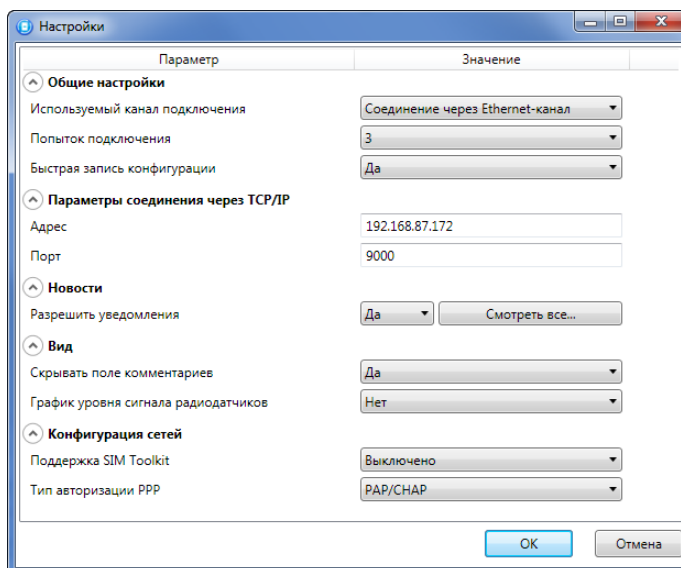 Настройки
Параметр Значение
Общие настройки
Используемый канал подключения Соединение через Ethernet-канал
Попыток подключения 3
Быстрая запись конфигурации Да
Параметры соединения через TCP/IP
Адрес 192.168.87.172
Порт 9000
Новости
Разрешить уведомления Да Смотреть все...
Вид
Скрывать поле комментариев Да
График уровня сигнала радиодатчиков Нет
Конфигурация сетей
Поддержка SIM Toolkit Выключено
Тип авторизации PPP PAP/CHAP
OK Отмена